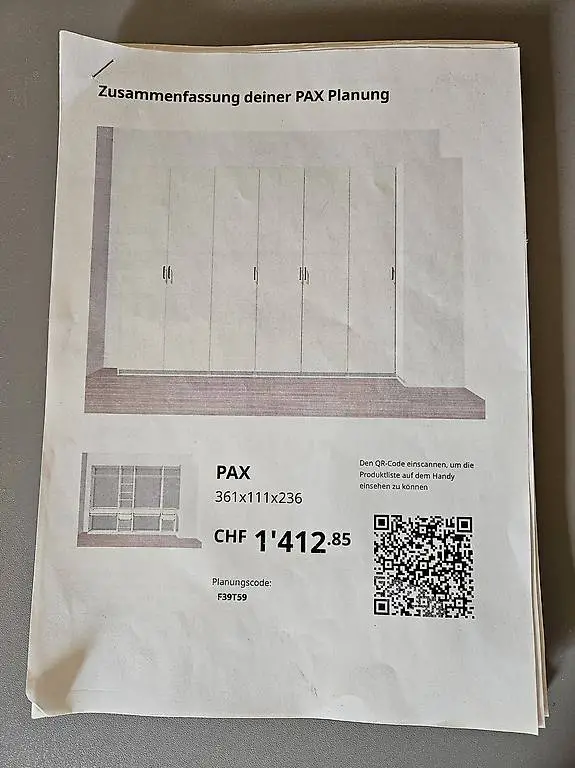 Zusammenfassung deiner PAX Planung
PAX
361x111x236
CHF 1'412.85
Planungscode:
F39T59
Den QR-Code einscannen, um die
Produktliste auf dem Handy
einsehen zu können